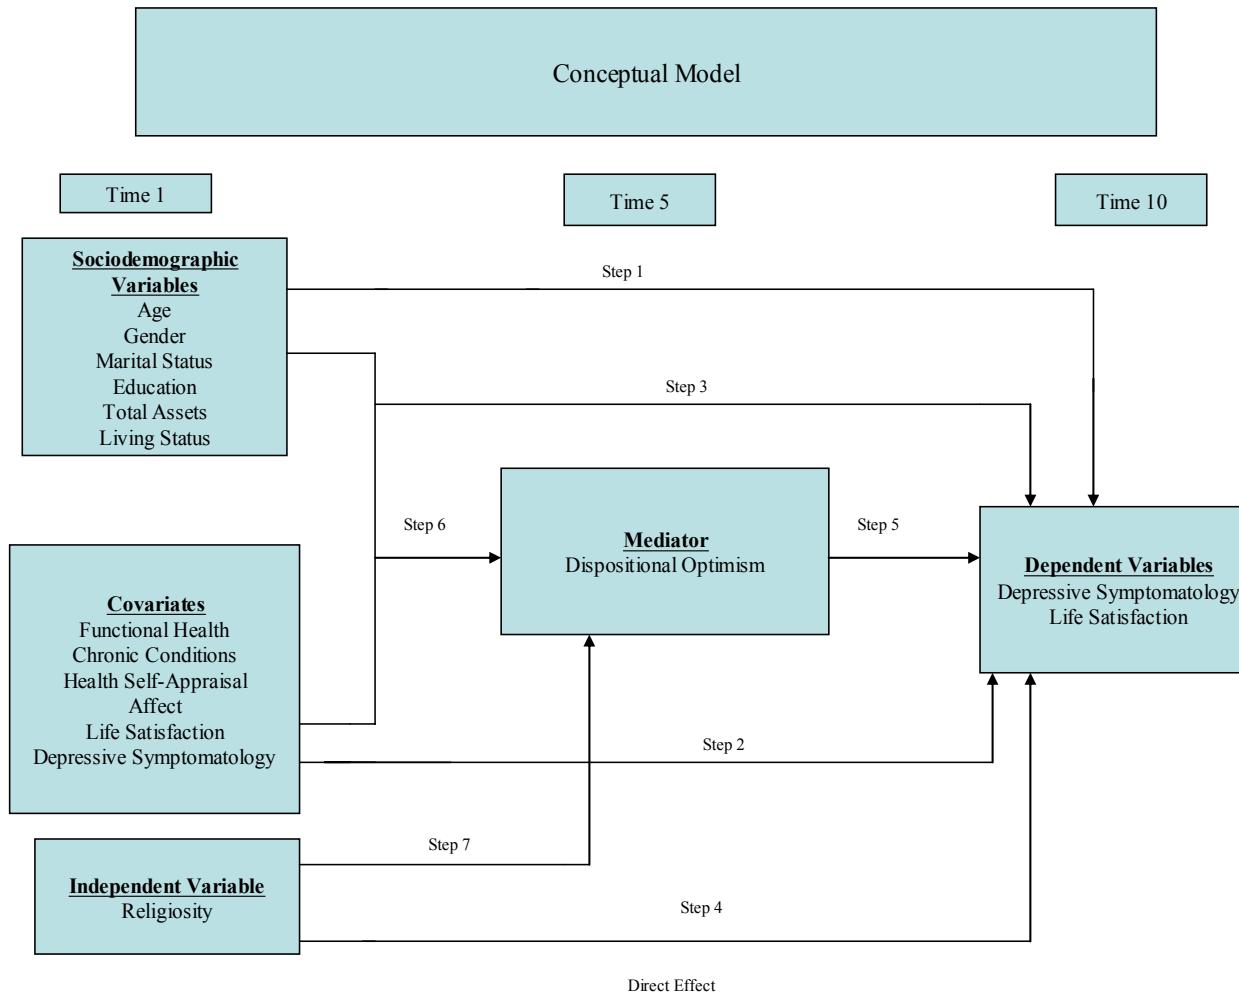 Conceptual Model
Time 1
Time 5
Time 10
Sociodemographic
Variables
Age
Gender
Marital Status
Education
Total Assets
Living Status
Step 1
Step 3
Step 6
Mediator
Dispositional Optimism
Step 5
Dependent Variables
Depressive Symptomatology
Life Satisfaction
Covariates
Functional Health
Chronic Conditions
Health Self-Appraisal
Affect
Life Satisfaction
Depressive Symptomatology
Step 2
Step 7
Independent Variable
Religiosity
Step 4
Direct Effect